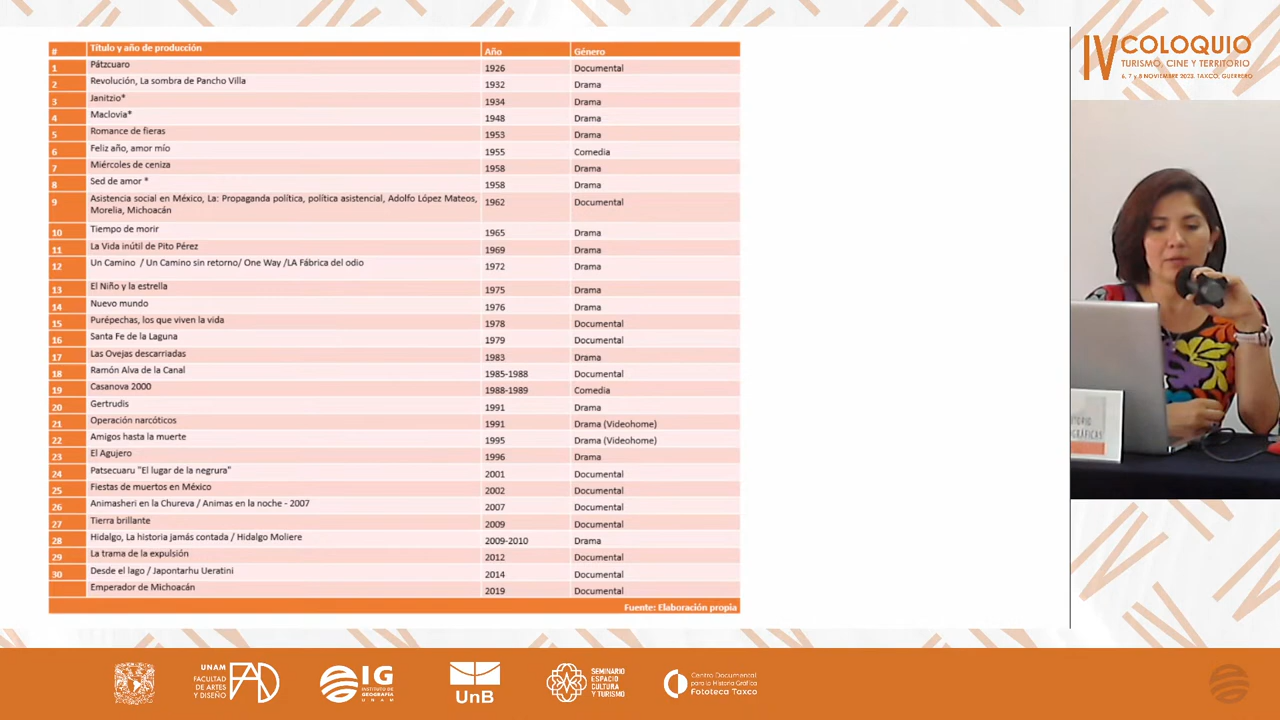 # Título y año de producción Año Género
1 Pátzcuaro 1926 Documental
2 Revolución, La sombra de Pancho Villa 1932 Drama
3 Janitzio* 1934 Drama
4 Maclovia* 1948 Drama
5 Romance de fieras 1953 Drama
6 Feliz año, amor mío 1955 Comedia
7 Miércoles de ceniza 1958 Drama
8 Sed de amor * 1958 Drama
9 Asistencia social en México, La: Propaganda política, política asistencial, Adolfo López Mateos, 1962 Documental
Morelia, Michoacán
10 Tiempo de morir 1965 Drama
11 La Vida inútil de Pito Pérez 1969 Drama
12 Un Camino / Un Camino sin retorno/ One Way /LA Fábrica del odio 1972 Drama
13 El Niño y la estrella 1975 Drama
14 Nuevo mundo 1976 Drama
15 Purépechas, los que viven la vida 1978 Documental
16 Santa Fe de la Laguna 1979 Documental
17 Las Ovejas descarriadas 1983 Drama
18 Ramón Alva de la Canal 1985-1988 Documental
19 Casanova 2000 1988-1989 Comedia
20 Gertrudis 1991 Drama
21 Operación narcóticos 1991 Drama (Videohome)
22 Amigos hasta la muerte 1995 Drama (Videohome)
23 El Agujero 1996 Drama
24 Patsecuaru "El lugar de la negrura" 2001 Documental
25 Fiestas de muertos en México 2002 Documental
26 Animasheri en la Chureva / Animas en la noche - 2007 2007 Documental
27 Tierra brillante 2009 Documental
28 Hidalgo, La historia jamás contada / Hidalgo Moliere 2009-2010 Drama
29 La trama de la expulsión 2012 Documental
30 Desde el lago / Japontarhu Ueratini 2014 Documental
Emperador de Michoacán 2019 Documental
Fuente: Elaboración propia
IV COLOQUIO
TURISMO, CINE Y TERRITORIO
6, 7 y 8 NOVIEMBRE 2023. TAXCO, GUERRERO
UNAM
FACULTAD
DE ARTES
Y DISEÑO
FAD
IG
INSTITUTO DE
GEOGRAFÍA
UNAM
UnB
SEMINARIO
ESPACIO
CULTURA
Y TURISMO
Centro Documental
para la Historia Gráfica
Fototeca Taxco